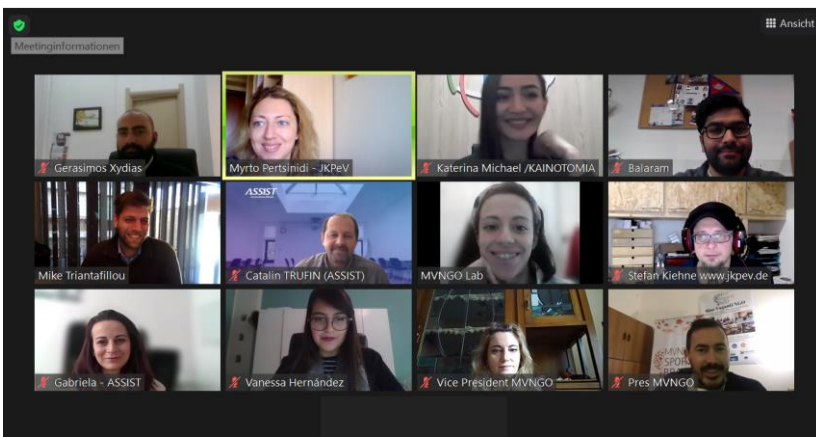 Ansicht
Meetinginformationen
Gerasimos Xydias
Myrto Pertsinidi - JKPeV
Katerina Michael /KAINOTOMIA
Balaram
Mike Triantafillou
ASSIST
Catalin TRUFIN (ASSIST)
MVNGO Lab
Stefan Kiehne www.jkpev.de
Gabriela - ASSIST
Vanessa Hernández
Vice President MVNGO
Pres MVNGO